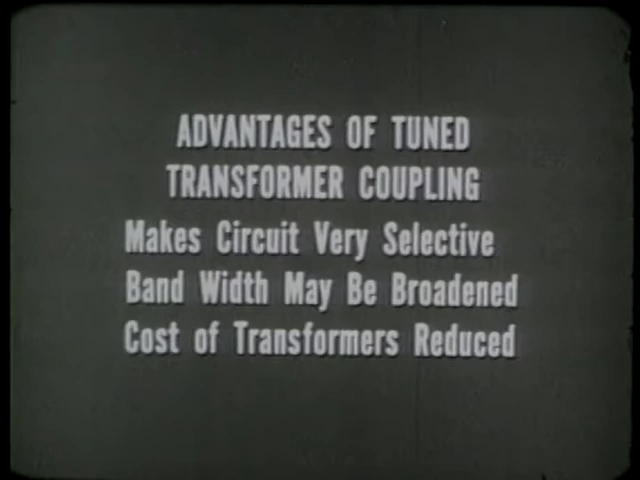 ADVANTAGES OF TUNED
TRANSFORMER COUPLING
Makes Circuit Very Selective
Band Width May Be Broadened
Cost of Transformers Reduced